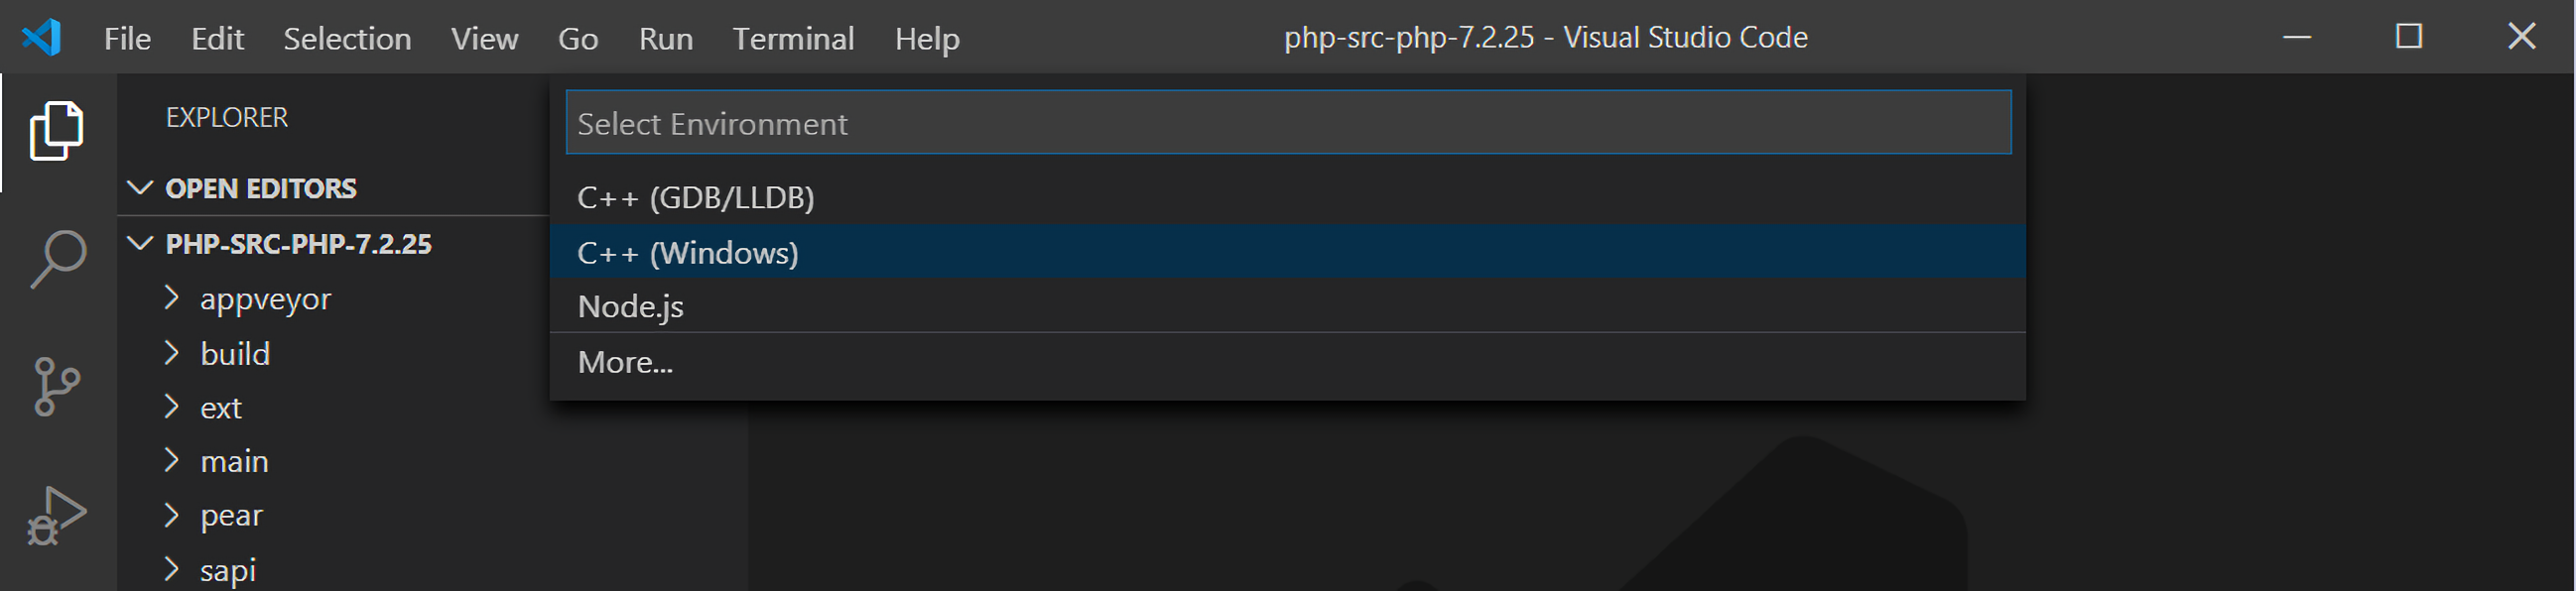 File Edit Selection View Go Run Terminal Help php-src-php-7.2.25 - Visual Studio Code
EXPLORER
OPEN EDITORS
PHP-SRC-PHP-7.2.25
appveyor
build
ext
main
pear
sapi
Select Environment
C++ (GDB/LLDB)
C++ (Windows)
Node.js
More...